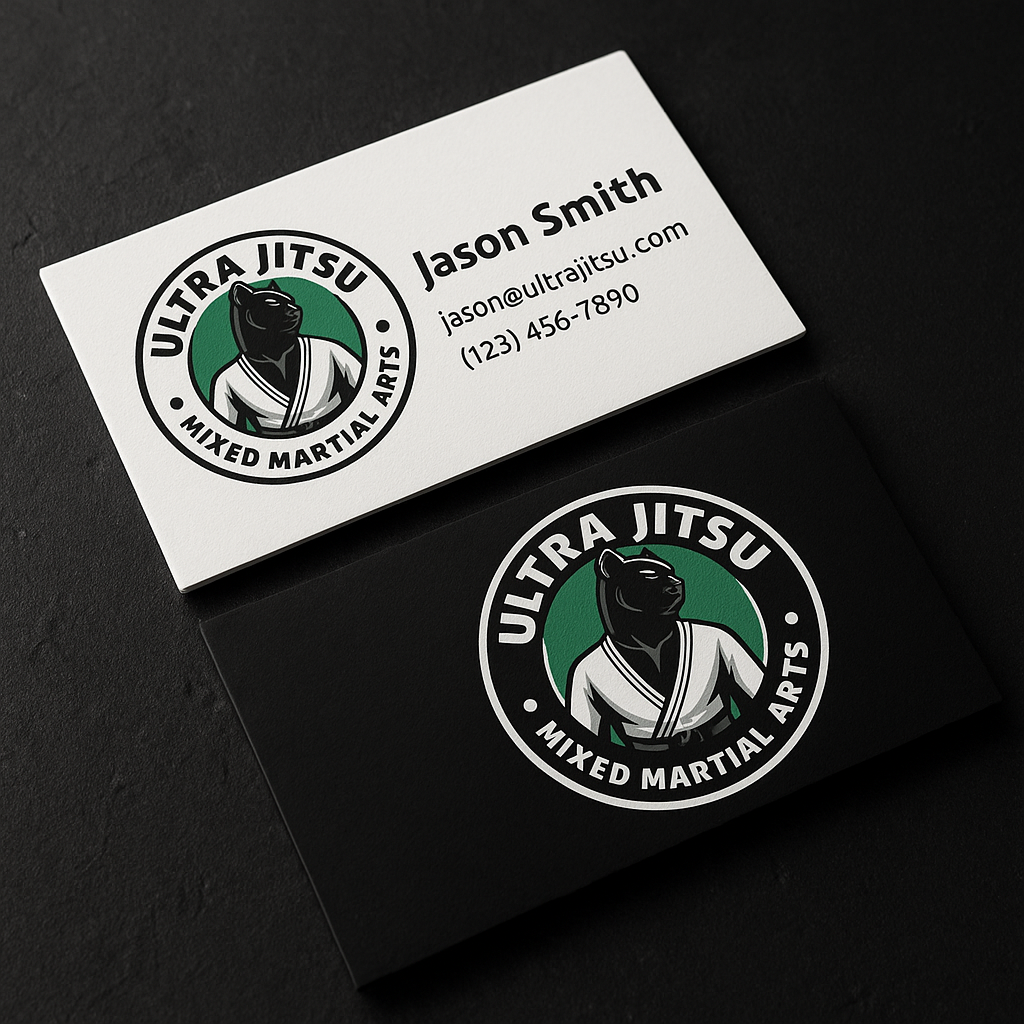 ULTRA JITSU
MIXED MARTIAL ARTS
Jason Smith
jason@ultrajitsu.com
(123) 456-7890
ULTRA JITSU
MIXED MARTIAL ARTS